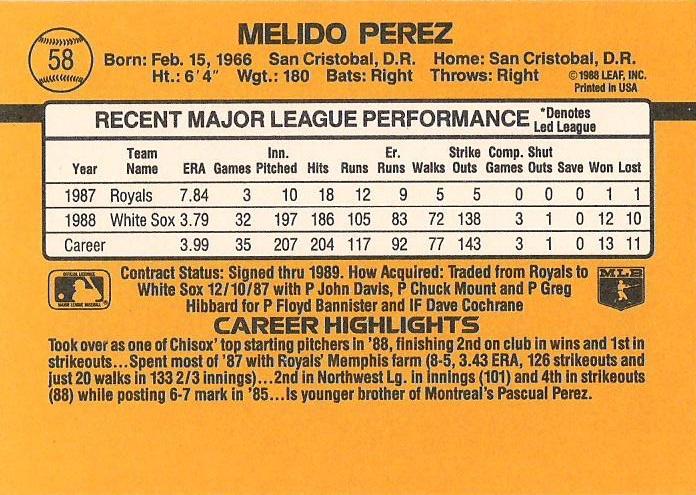 58
MELIDO PEREZ
Born: Feb. 15, 1966 San Cristobal, D.R. Home: San Cristobal, D.R.
Ht.: 6'4" Wgt.: 180 Bats: Right Throws: Right © 1988 LEAF, INC.
Printed in USA
RECENT MAJOR LEAGUE PERFORMANCE *Denotes Led League
Year Team Name ERA Games Inn. Pitched Hits Runs Er. Runs Walks Strike Outs Comp. Games Shut Outs Save Won Lost
1987 Royals 7.84 3 10 18 12 9 5 5 0 0 0 1 1
1988 White Sox 3.79 32 197 186 105 83 72 138 3 1 0 12 10
Career 3.99 35 207 204 117 92 77 143 3 1 0 13 11
OFFICIAL LICENSEE
MAJOR LEAGUE BASEBALL
Contract Status: Signed thru 1989. How Acquired: Traded from Royals to
White Sox 12/10/87 with P John Davis, P Chuck Mount and P Greg
Hibbard for P Floyd Bannister and IF Dave Cochrane
MLB
CAREER HIGHLIGHTS
Took over as one of Chisox' top starting pitchers in '88, finishing 2nd on club in wins and 1st in
strikeouts...Spent most of '87 with Royals' Memphis farm (8-5, 3.43 ERA, 126 strikeouts and
just 20 walks in 133 2/3 innings)...2nd in Northwest Lg. in innings (101) and 4th in strikeouts
(88) while posting 6-7 mark in '85...Is younger brother of Montreal's Pascual Perez.